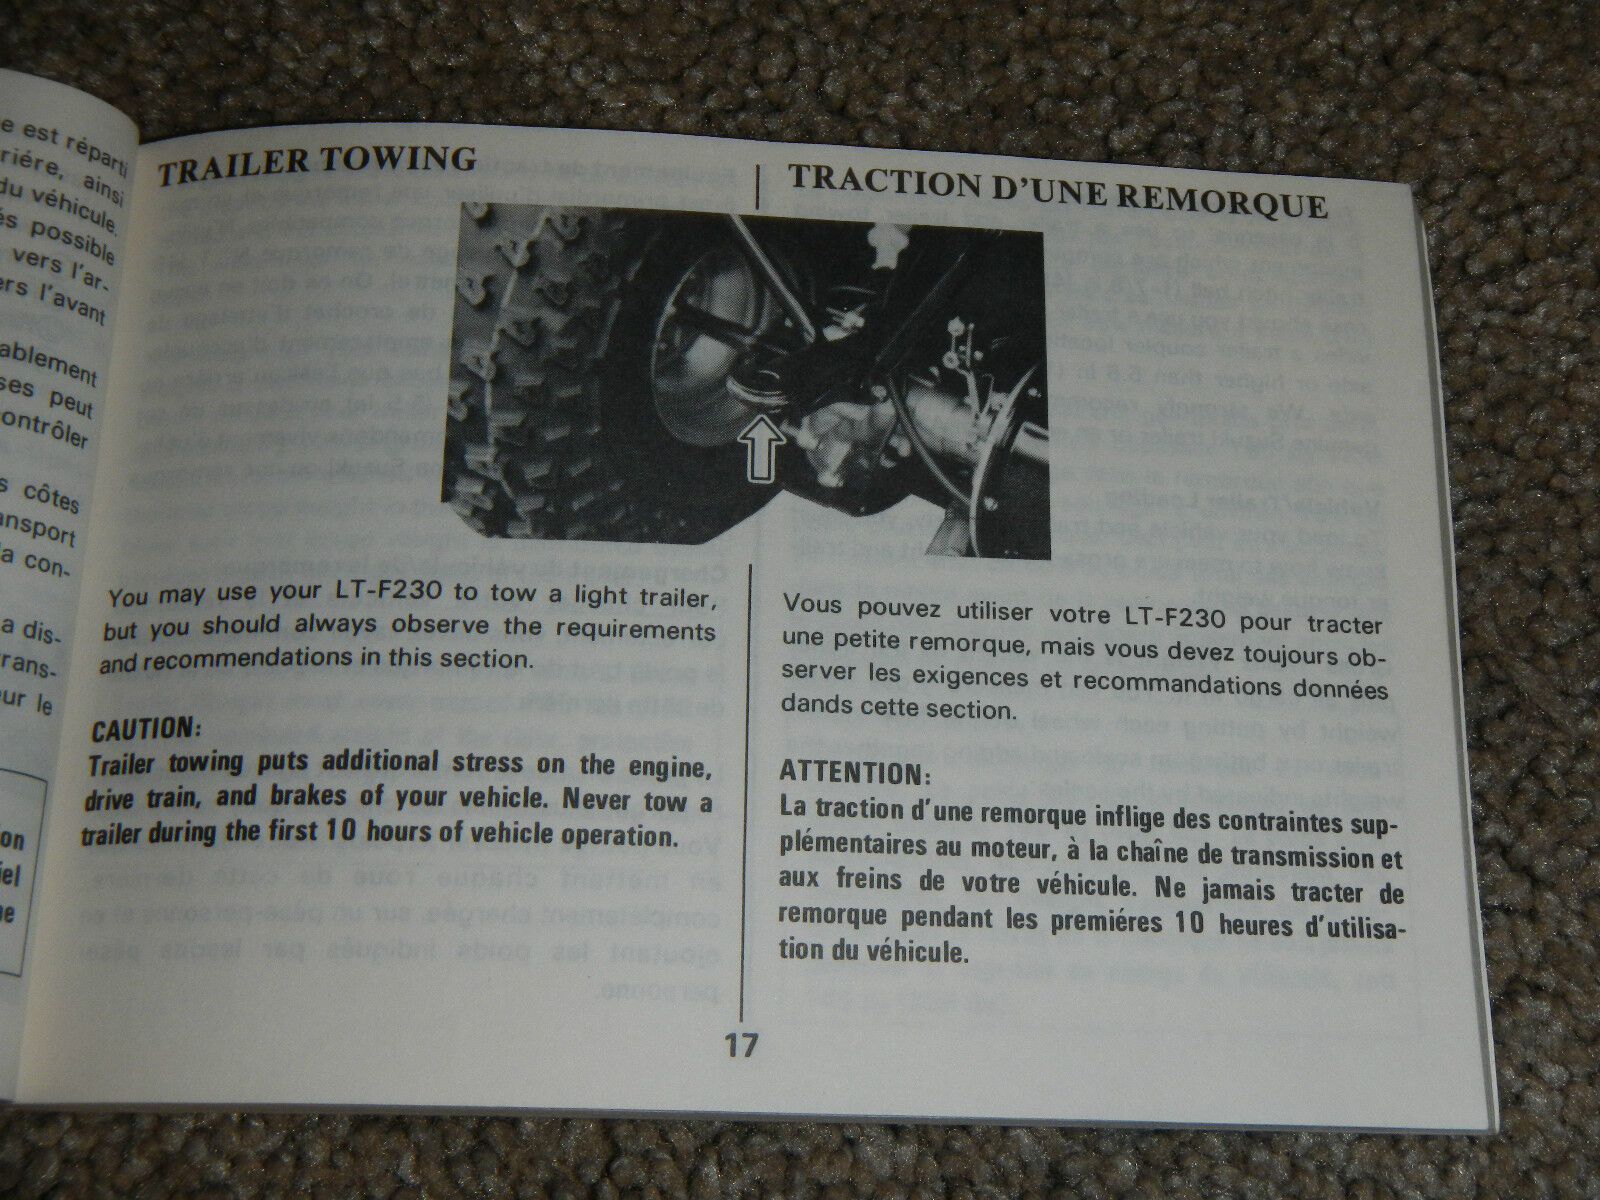 e est réparti
riére, ainsi
du véhicule.
és possible
vers l'ar-
ers l'avant
ablement
ses peut
contrôler
s côtes
ansport
la con-
a dis-
rans-
ur le
on
iel
ne
TRAILER TOWING
You may use your LT-F230 to tow a light trailer,
but you should always observe the requirements
and recommendations in this section.
CAUTION:
Trailer towing puts additional stress on the engine,
drive train, and brakes of your vehicle. Never tow a
trailer during the first 10 hours of vehicle operation.
TRACTION D'UNE REMORQUE
Vous pouvez utiliser votre LT-F230 pour tracter
une petite remorque, mais vous devez toujours ob-
server les exigences et recommandations données
dands cette section.
ATTENTION:
La traction d'une remorque inflige des contraintes sup-
plémentaires au moteur, à la chaîne de transmission et
aux freins de votre véhicule. Ne jamais tracter de
remorque pendant les premiéres 10 heures d'utilisa-
tion du véhicule.
17